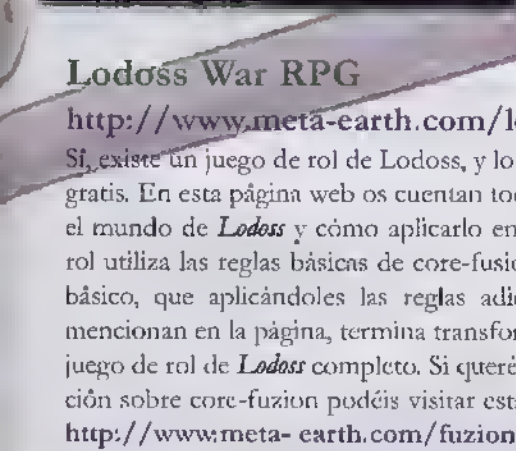 Lodoss War RPG
http://www.meta-earth.com/l
Sí, existe un juego de rol de Lodoss, y lo
gratis. En esta página web os cuentan to
el mundo de Lodoss y cómo aplicarlo en
rol utiliza las reglas básicas de core-fusi
básico, que aplicándoles las reglas adi
mencionan en la página, termina transfor
juego de rol de Lodoss completo. Si queré
ción sobre core-fuzion podéis visitar est
http://www.meta- earth.com/fuzion